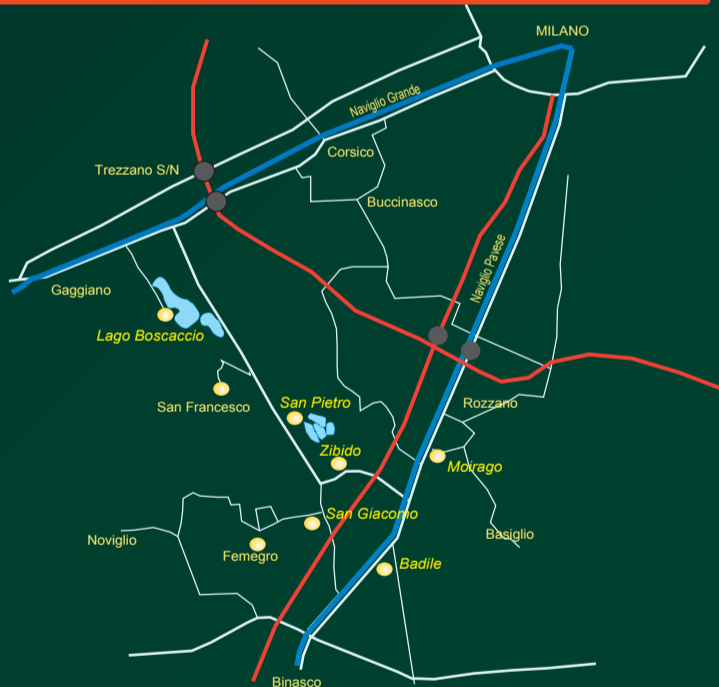 MILANO
Naviglio Grande
Corsico
Trezzano S/N
Buccinasco
Naviglio Pavese
Gaggiano
Lago Boscaccio
San Francesco
San Pietro
Rozzano
Zibido
Moirago
San Giacomo
Basiglio
Noviglio
Femegro
Badile
Binasco